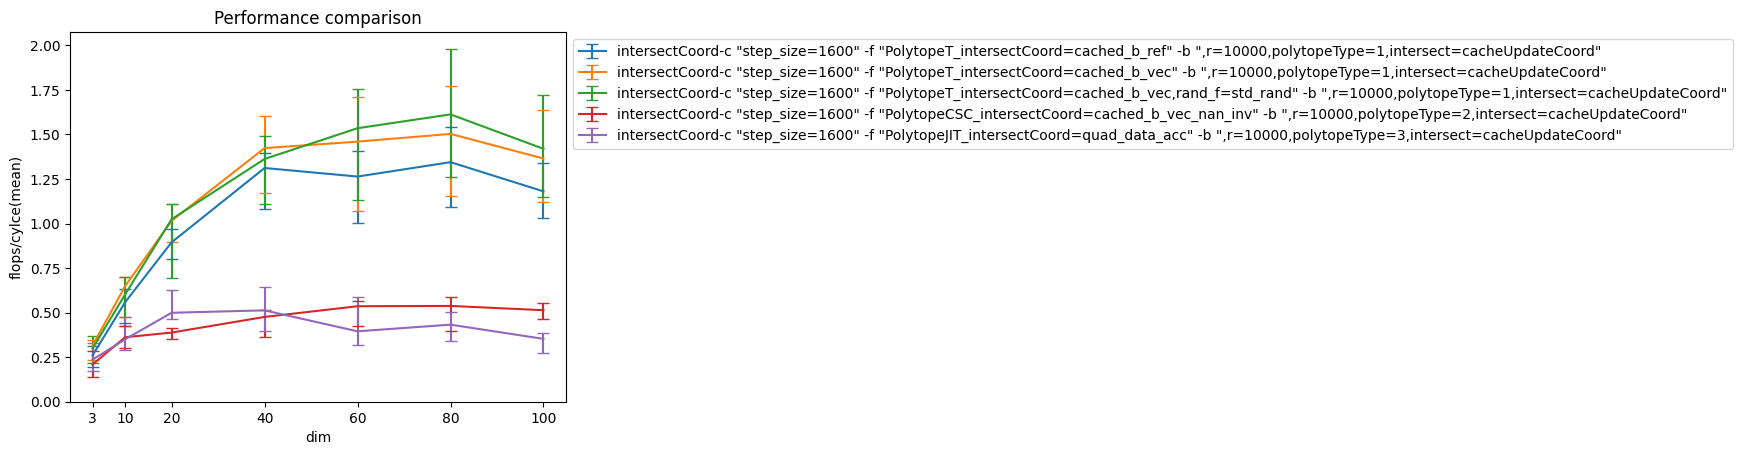 Performance comparison
flops/cylce(mean)
2.00
1.75
1.50
1.25
1.00
0.75
0.50
0.25
0.00
3 10 20 40 60 80 100
dim
intersectCoord-c "step_size=1600" -f "PolytopeT_intersectCoord=cached_b_ref" -b ",r=10000,polytopeType=1,intersect=cacheUpdateCoord"
intersectCoord-c "step_size=1600" -f "PolytopeT_intersectCoord=cached_b_vec" -b ",r=10000,polytopeType=1,intersect=cacheUpdateCoord"
intersectCoord-c "step_size=1600" -f "PolytopeT_intersectCoord=cached_b_vec,rand_f=std_rand" -b ",r=10000,polytopeType=1,intersect=cacheUpdateCoord"
intersectCoord-c "step_size=1600" -f "PolytopeCSC_intersectCoord=cached_b_vec_nan_inv" -b ",r=10000,polytopeType=2,intersect=cacheUpdateCoord"
intersectCoord-c "step_size=1600" -f "PolytopeJIT_intersectCoord=quad_data_acc" -b ",r=10000,polytopeType=3,intersect=cacheUpdateCoord"